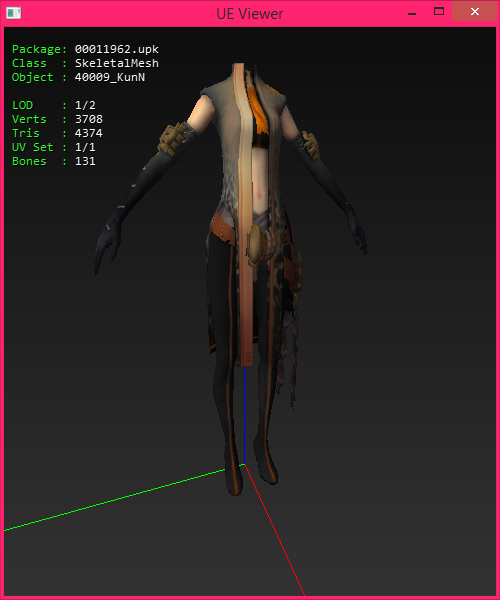 UE Viewer
Package: 00011962.upk
Class : SkeletalMesh
Object : 40009_KunN
LOD : 1/2
Verts : 3708
Tris : 4374
UV Set : 1/1
Bones : 131